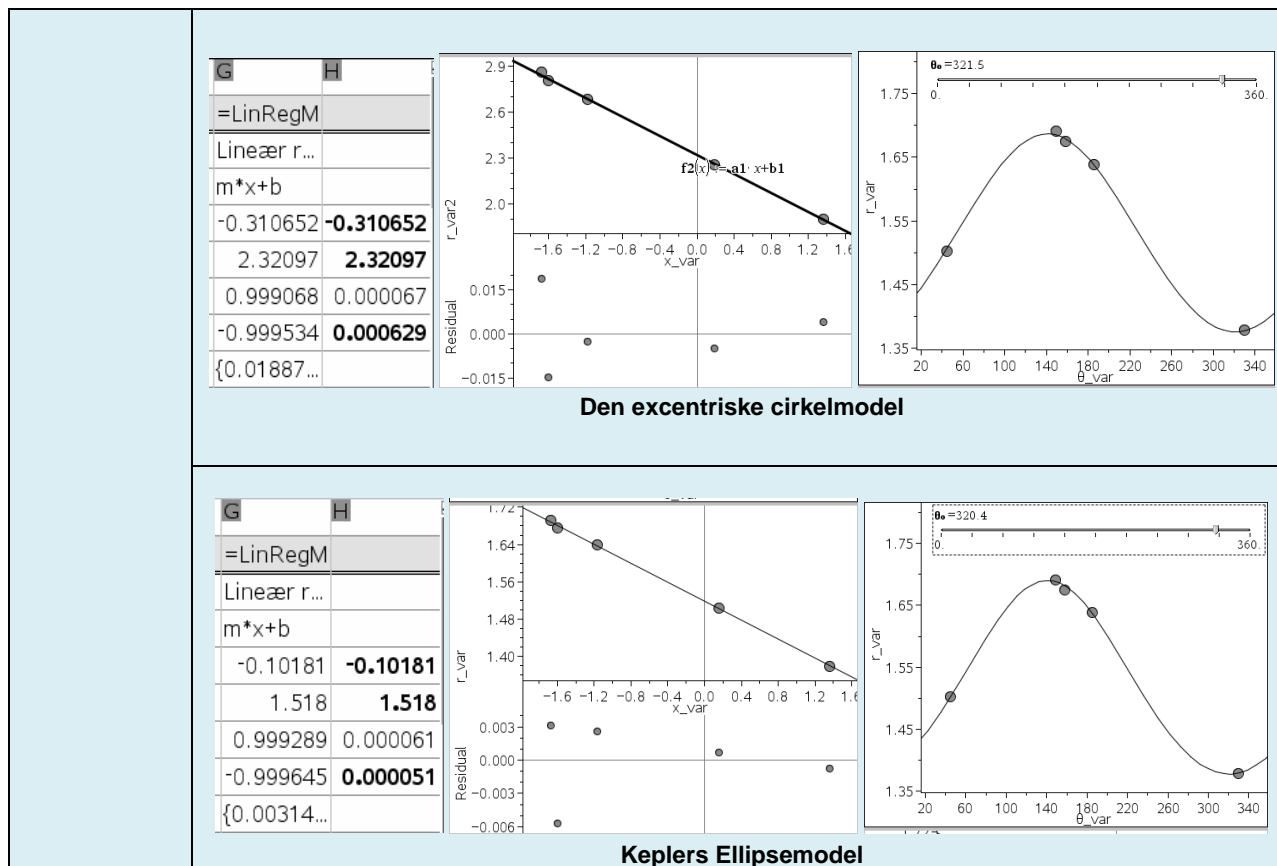 G H
=LinRegM
Lineær r...
m*x+b
-0.310652 -0.310652
2.32097 2.32097
0.999068 0.000067
-0.999534 0.000629
{0.01887...
2.9
2.6
2.3
2.0
r_var2
f2(x):=a1·x+b1
-1.6 -1.2 -0.8 -0.4 0.0 0.4 0.8 1.2 1.6
x_var
0.015
0.000
-0.015
Residual
θ₀=321.5
0. 360.
1.75
1.65
1.55
1.45
1.35
r_var
20 60 100 140 180 220 260 300 340
θ_var
Den excentriske cirkelmodel
G H
=LinRegM
Lineær r...
m*x+b
-0.10181 -0.10181
1.518 1.518
0.999289 0.000061
-0.999645 0.000051
{0.00314...
1.72
1.64
1.56
1.48
1.40
r_var
-1.6 -1.2 -0.8 -0.4 0.0 0.4 0.8 1.2 1.6
x_var
0.003
0.000
-0.003
-0.006
Residual
θ₀=320.4
0. 360.
1.75
1.65
1.55
1.45
1.35
r_var
20 60 100 140 180 220 260 300 340
θ_var
Keplers Ellipsemodel